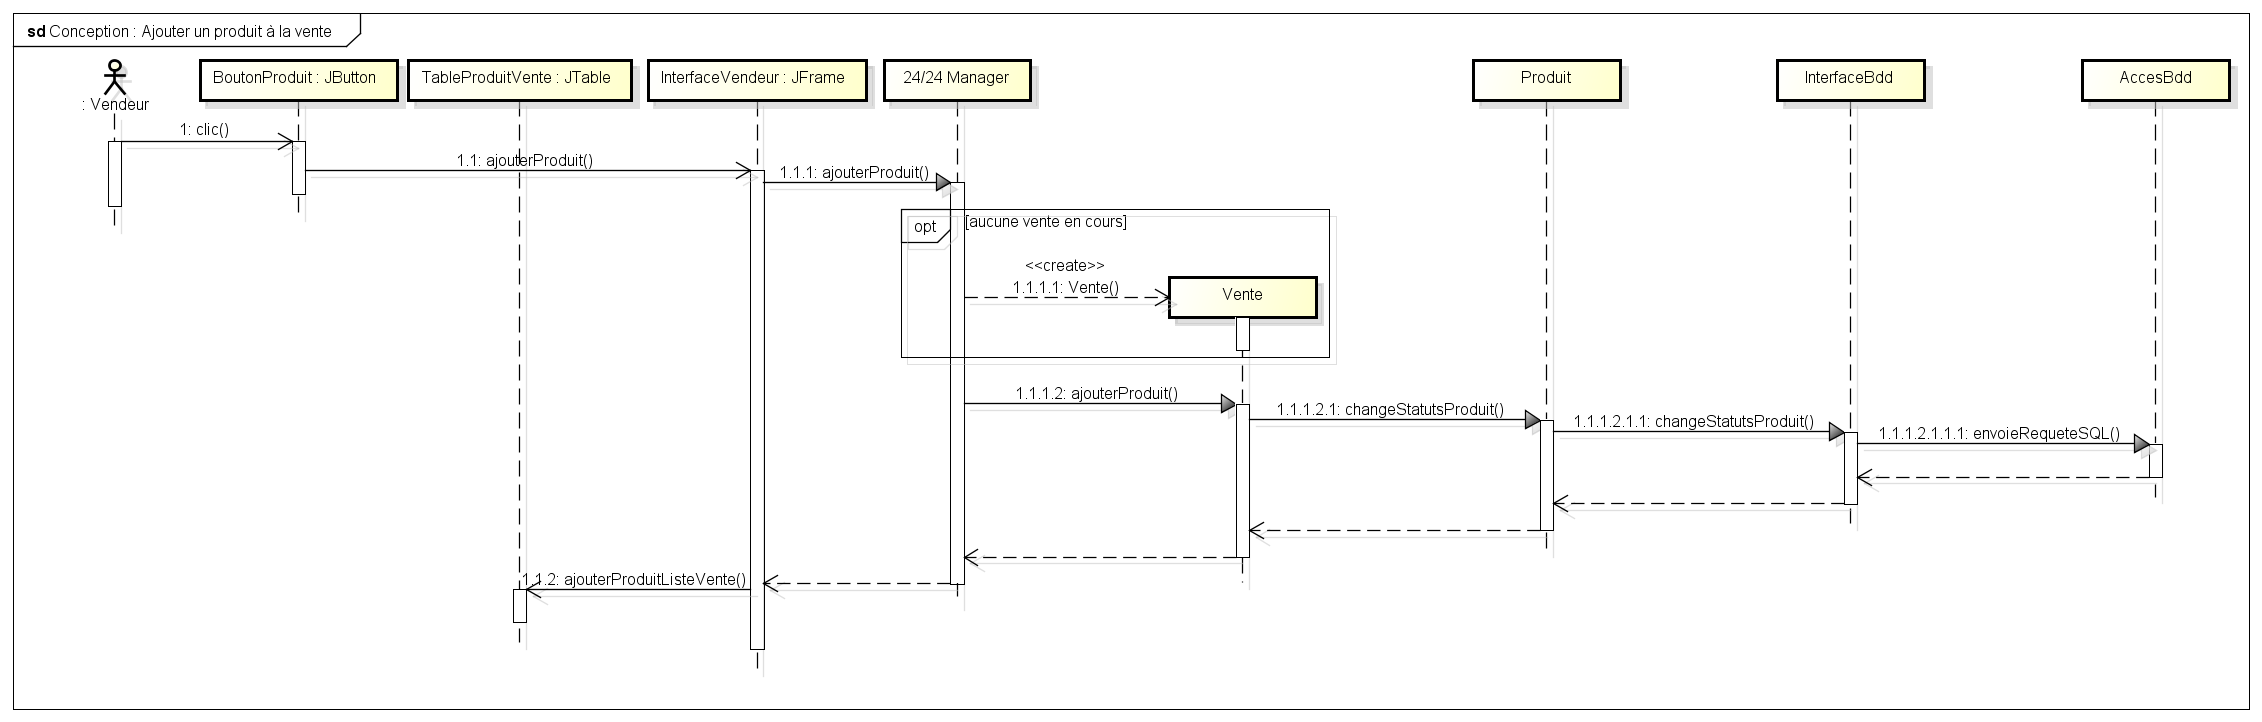 sd Conception : Ajouter un produit à la vente
: Vendeur
BoutonProduit : JButton
TableProduitVente : JTable
InterfaceVendeur : JFrame
24/24 Manager
Produit
InterfaceBdd
AccesBdd
1: clic()
1.1: ajouterProduit()
1.1.1: ajouterProduit()
opt
[aucune vente en cours]
<<create>>
1.1.1.1: Vente()
Vente
1.1.1.2: ajouterProduit()
1.1.1.2.1: changeStatutsProduit()
1.1.1.2.1.1: changeStatutsProduit()
1.1.1.2.1.1.1: envoieRequeteSQL()
1.1.2: ajouterProduitListeVente()